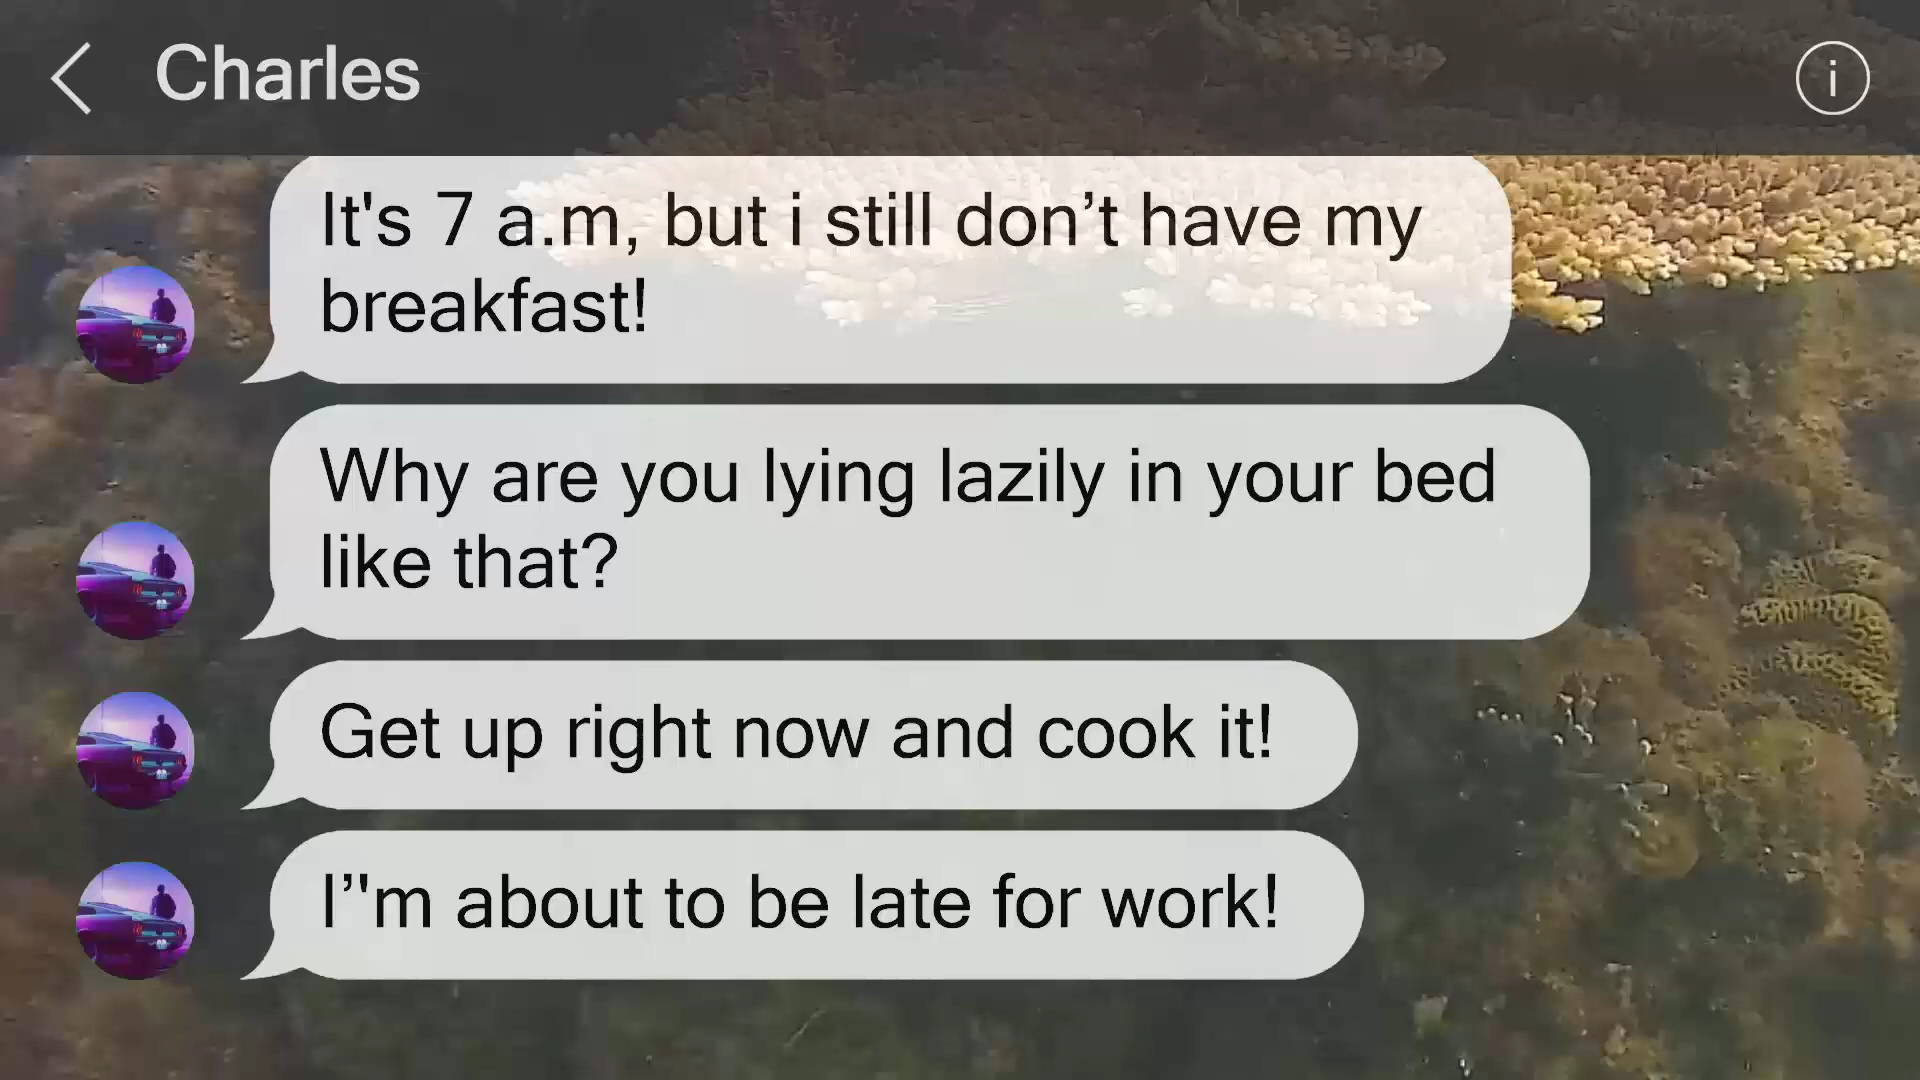 Charles
It's 7 a.m, but i still don’t have my
breakfast!
Why are you lying lazily in your bed
like that?
Get up right now and cook it!
I’'m about to be late for work!